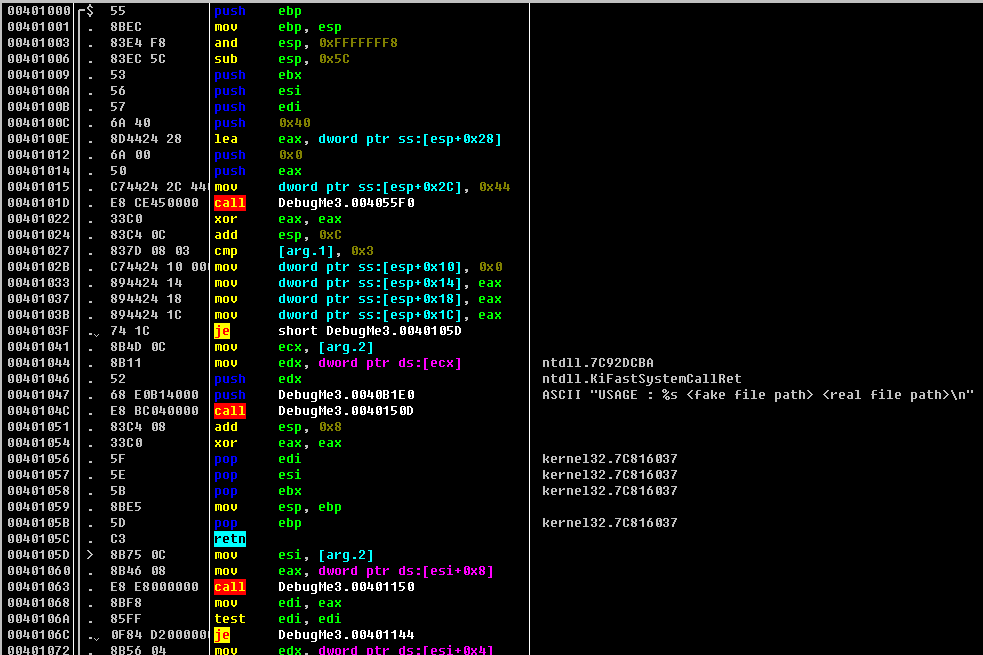 00401000 $ 55 push ebp
00401001 . 8BEC mov ebp, esp
00401003 . 83E4 F8 and esp, 0xFFFFFFF8
00401006 . 83EC 5C sub esp, 0x5C
00401009 . 53 push ebx
0040100A . 56 push esi
0040100B . 57 push edi
0040100C . 6A 40 push 0x40
0040100E . 8D4424 28 lea eax, dword ptr ss:[esp+0x28]
00401012 . 6A 00 push 0x0
00401014 . 50 push eax
00401015 . C74424 2C 44 mov dword ptr ss:[esp+0x2C], 0x44
0040101D . E8 CE450000 call DebugMe3.004055F0
00401022 . 33C0 xor eax, eax
00401024 . 83C4 0C add esp, 0xC
00401027 . 837D 08 03 cmp [arg.1], 0x3
0040102B . C74424 10 00 mov dword ptr ss:[esp+0x10], 0x0
00401033 . 894424 14 mov dword ptr ss:[esp+0x14], eax
00401037 . 894424 18 mov dword ptr ss:[esp+0x18], eax
0040103B . 894424 1C mov dword ptr ss:[esp+0x1C], eax
0040103F . 74 1C je short DebugMe3.0040105D
00401041 . 8B4D 0C mov ecx, [arg.2]
00401044 . 8B11 mov edx, dword ptr ds:[ecx] ntdll.7C92DCBA
00401046 . 52 push edx ntdll.KiFastSystemCallRet
00401047 . 68 E0B14000 push DebugMe3.0040B1E0 ASCII "USAGE : %s <fake file path> <real file path>\n"
0040104C . E8 BC040000 call DebugMe3.0040150D
00401051 . 83C4 08 add esp, 0x8
00401054 . 33C0 xor eax, eax
00401056 . 5F pop edi kernel32.7C816037
00401057 . 5E pop esi kernel32.7C816037
00401058 . 5B pop ebx kernel32.7C816037
00401059 . 8BE5 mov esp, ebp
0040105B . 5D pop ebp kernel32.7C816037
0040105C . C3 retn
0040105D > 8B75 0C mov esi, [arg.2]
00401060 . 8B46 08 mov eax, dword ptr ds:[esi+0x8]
00401063 . E8 E8000000 call DebugMe3.00401150
00401068 . 8BF8 mov edi, eax
0040106A . 85FF test edi, edi
0040106C . 0F84 D2000000 je DebugMe3.00401144
00401072 . 8B56 04 mov edx, dword ptr ds:[esi+0x4]